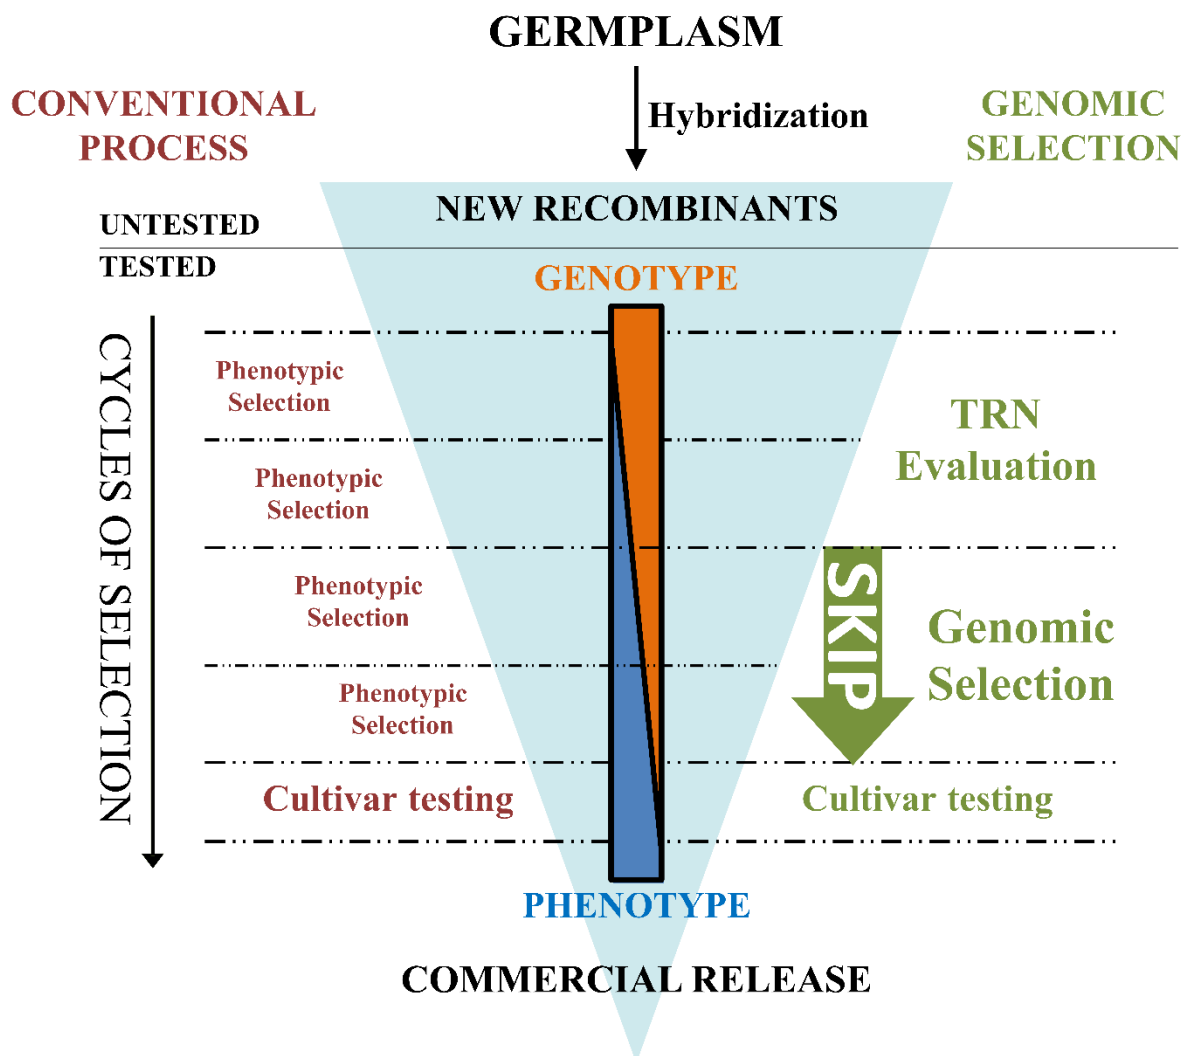 GERMPLASM
CONVENTIONAL
PROCESS
Hybridization
GENOMIC
SELECTION
NEW RECOMBINANTS
UNTESTED
TESTED
GENOTYPE
CYCLES OF SELECTION
Phenotypic
Selection
TRN
Evaluation
Phenotypic
Selection
Phenotypic
Selection
SKIP
Genomic
Selection
Phenotypic
Selection
Cultivar testing
Cultivar testing
PHENOTYPE
COMMERCIAL RELEASE